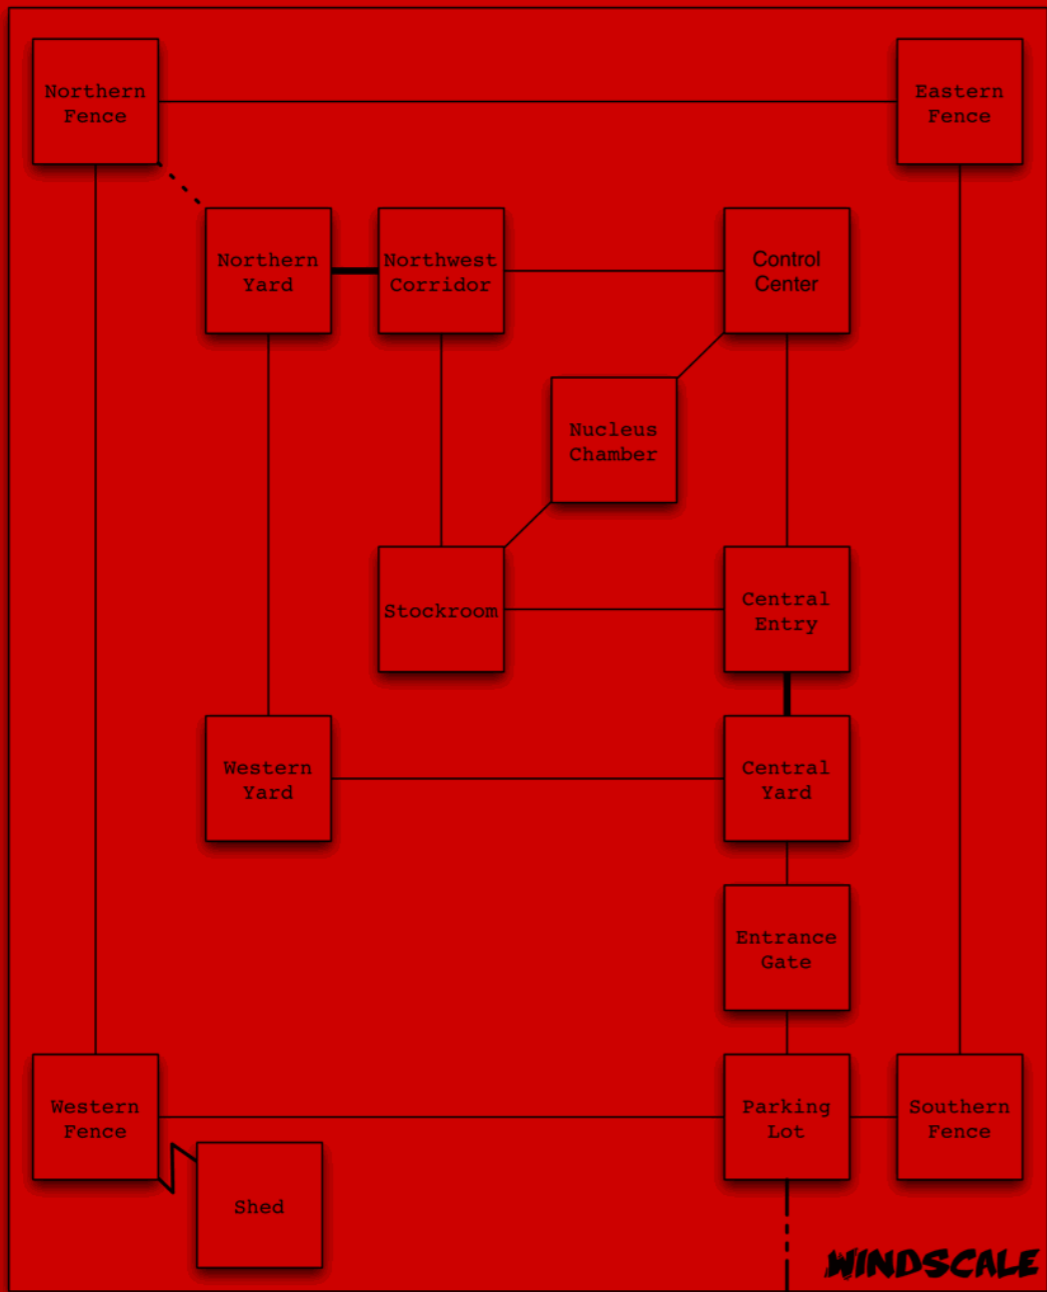 Northern
Fence
Eastern
Fence
Northern
Yard
Northwest
Corridor
Control
Center
Nucleus
Chamber
Stockroom
Central
Entry
Western
Yard
Central
Yard
Entrance
Gate
Western
Fence
Parking
Lot
Southern
Fence
Shed
WINDSCALE